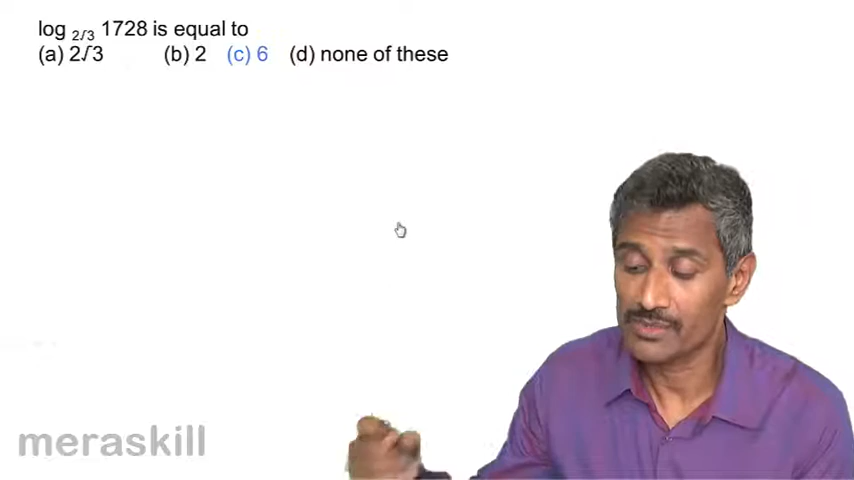 log 2√3 1728 is equal to
(a) 2√3 (b) 2 (c) 6 (d) none of these
meraskill